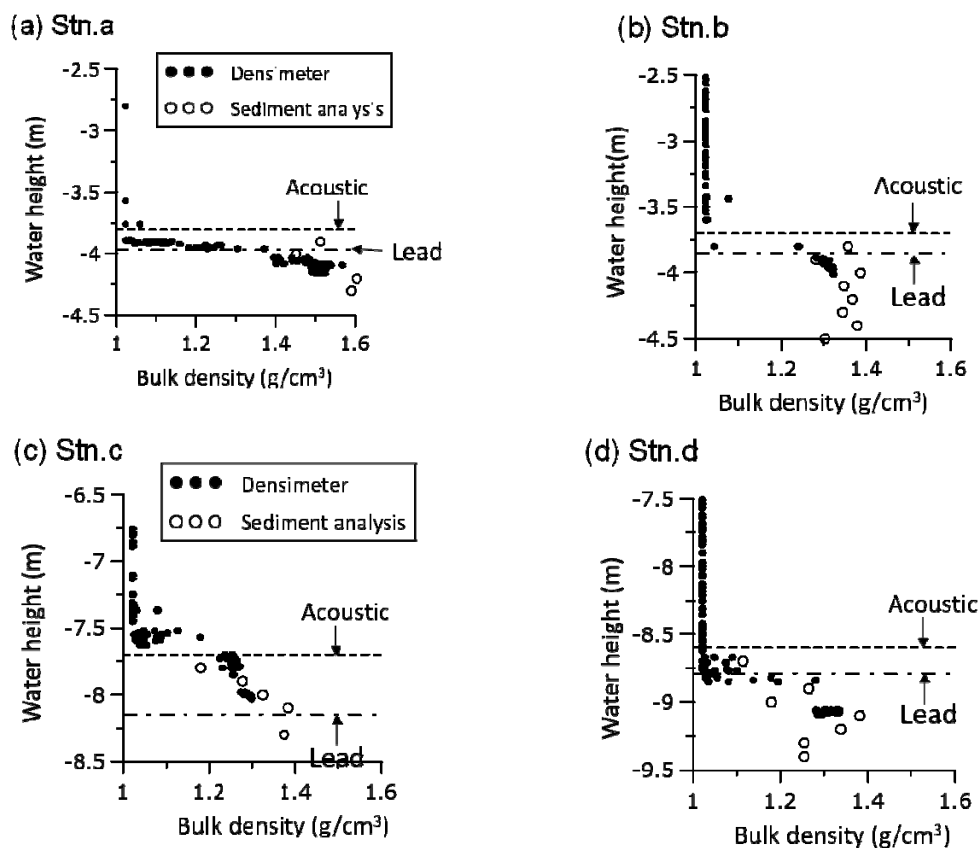 (a) Stn.a
Dens'meter
Sediment ana ys's
-2.5
-3
-3.5
-4
-4.5
Water height (m)
Acoustic
Lead
1
1.2
1.4
1.6
Bulk density (g/cm³)
(b) Stn.b
-2.5
-3
-3.5
-4
-4.5
Water height(m)
Acoustic
Lead
1
1.2
1.4
1.6
Bulk density (g/cm³)
(c) Stn.c
Densimeter
Sediment analysis
-6.5
-7
-7.5
-8
-8.5
Water height (m)
Acoustic
Lead
1
1.2
1.4
1.6
Bulk density (g/cm³)
(d) Stn.d
-7.5
-8
-8.5
-9
-9.5
Water height (m)
Acoustic
Lead
1
1.2
1.4
1.6
Bulk density (g/cm³)